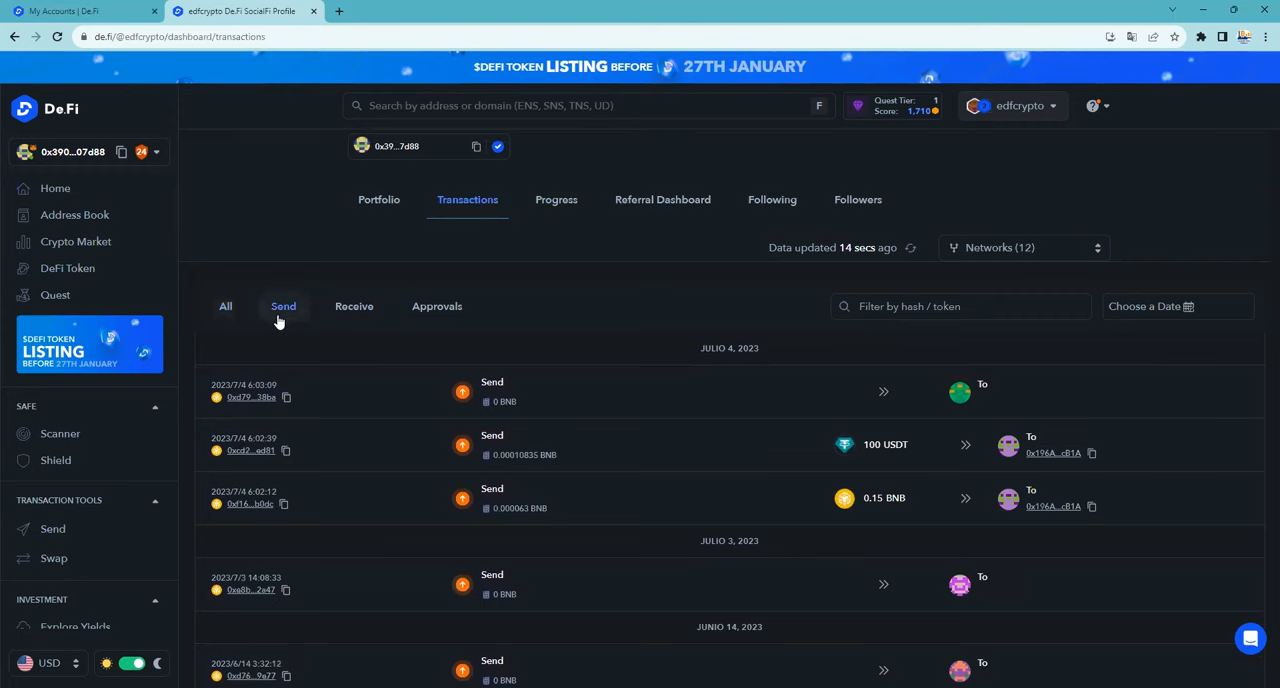 My Accounts | De.Fi
edfcrypto De.Fi SocialFi Profile
de.fi/@edfcrypto/dashboard/transactions
$DEFI TOKEN LISTING BEFORE 27TH JANUARY
De.Fi
Search by address or domain (ENS, SNS, TNS, UD)
F
Quest Tier: 1
Score: 1,710
edfcrypto
0x390...07d88
24
0x39...7d88
Home
Address Book
Crypto Market
DeFi Token
Quest
$DEFI TOKEN
LISTING
BEFORE 27TH JANUARY
SAFE
Scanner
Shield
TRANSACTION TOOLS
Send
Swap
INVESTMENT
Explore Yields
USD
Portfolio
Transactions
Progress
Referral Dashboard
Following
Followers
Data updated 14 secs ago
Networks (12)
All
Send
Receive
Approvals
Filter by hash / token
Choose a Date
JULIO 4, 2023
2023/7/4 6:03:09
0xd79...38ba
Send
0 BNB
To
2023/7/4 6:02:39
0xcd2...ed81
Send
0.00010835 BNB
100 USDT
To
0x196A...cB1A
2023/7/4 6:02:12
0xf16...b0dc
Send
0.000063 BNB
0.15 BNB
To
0x196A...cB1A
JULIO 3, 2023
2023/7/3 14:08:33
0xe8b...2a47
Send
0 BNB
To
JUNIO 14, 2023
2023/6/14 3:32:12
0xd76...9e77
Send
0 BNB
To